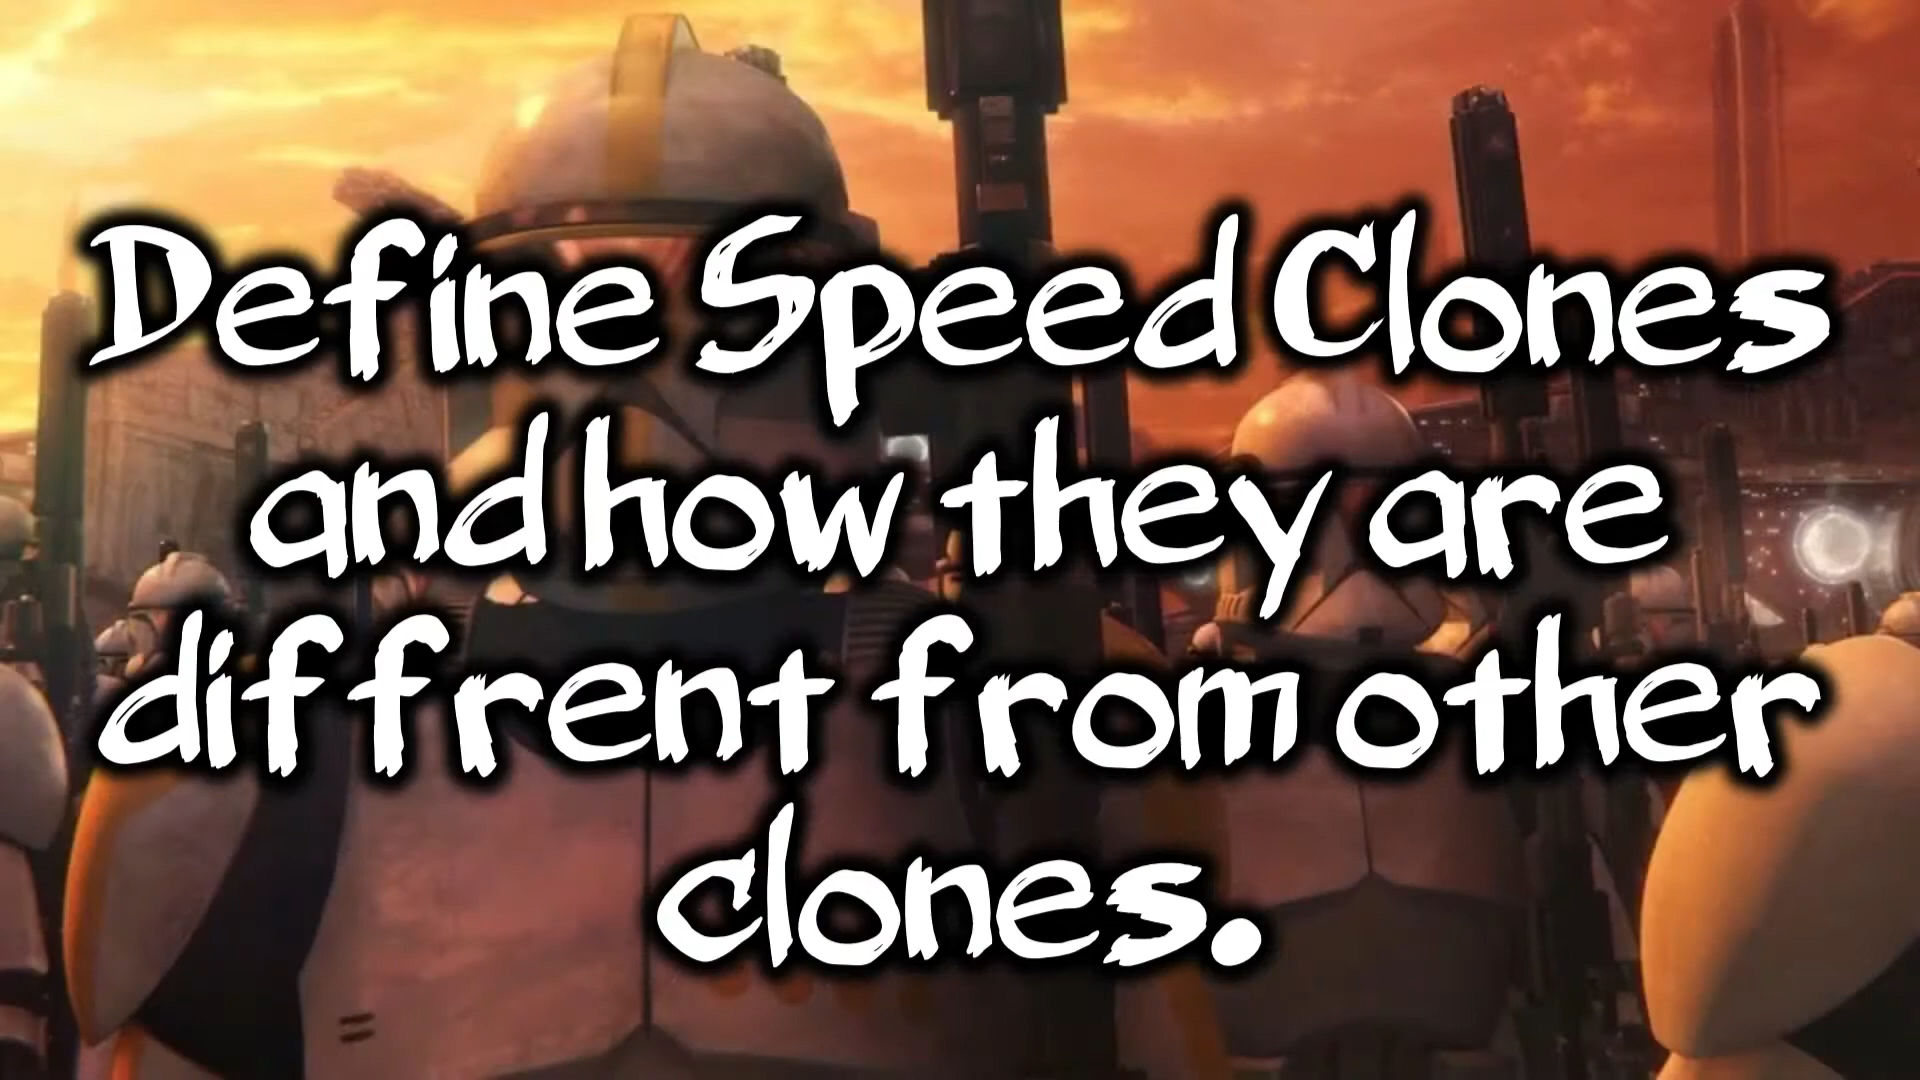 Define Speed Clones
and how they are
diffrent from other
clones.